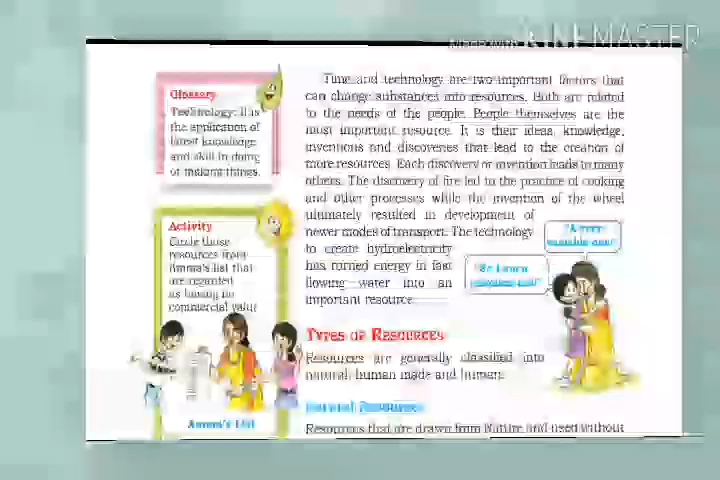 Made with KINEMASTER
Glossary
Technology: It is
the application of
latest knowledge
and skill in doing
or making things.
Activity
Circle those
resources from
Amma's list that
are regarded
as having no
commercial value
Amma's List
Time and technology are two important factors that
can change substances into resources. Both are related
to the needs of the people. People themselves are the
most important resource. It is their ideas, knowledge,
inventions and discoveries that lead to the creation of
more resources. Each discovery or invention leads to many
others. The discovery of fire led to the practice of cooking
and other processes while the invention of the wheel
ultimately resulted in development of
newer modes of transport. The technology
to create hydroelectricity
has turned energy in fast
flowing water into an
important resource.
"A very
valuable one"
"So I am a
resource too!"
TYPES OF RESOURCES
Resources are generally classified into
natural, human made and human.
Natural Resources
Resources that are drawn from Nature and used without